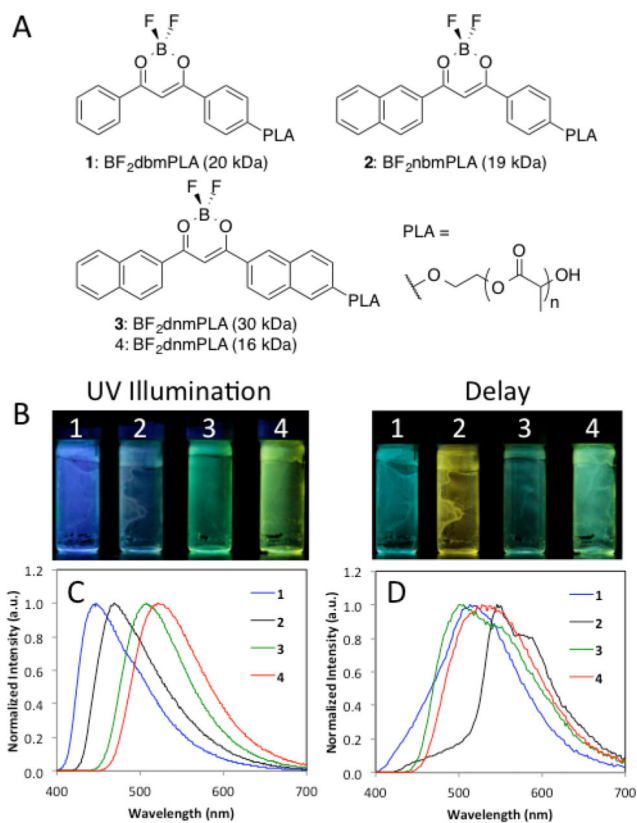 A
F F
B
O O
PLA
1: BF₂dbmPLA (20 kDa)
F F
B
O O
PLA
2: BF₂nbmPLA (19 kDa)
F F
B
O O
PLA
3: BF₂dnmPLA (30 kDa)
4: BF₂dnmPLA (16 kDa)
PLA =
O
O ( O ) OH
n
UV Illumination
Delay
B
1 2 3 4
1 2 3 4
C
Normalized Intensity (a.u.)
1.2
1.0
0.8
0.6
0.4
0.2
0.0
400 500 600 700
Wavelength (nm)
1
2
3
4
D
Normalized Intensity (a.u.)
1.2
1.0
0.8
0.6
0.4
0.2
0.0
400 500 600 700
Wavelength (nm)
1
2
3
4